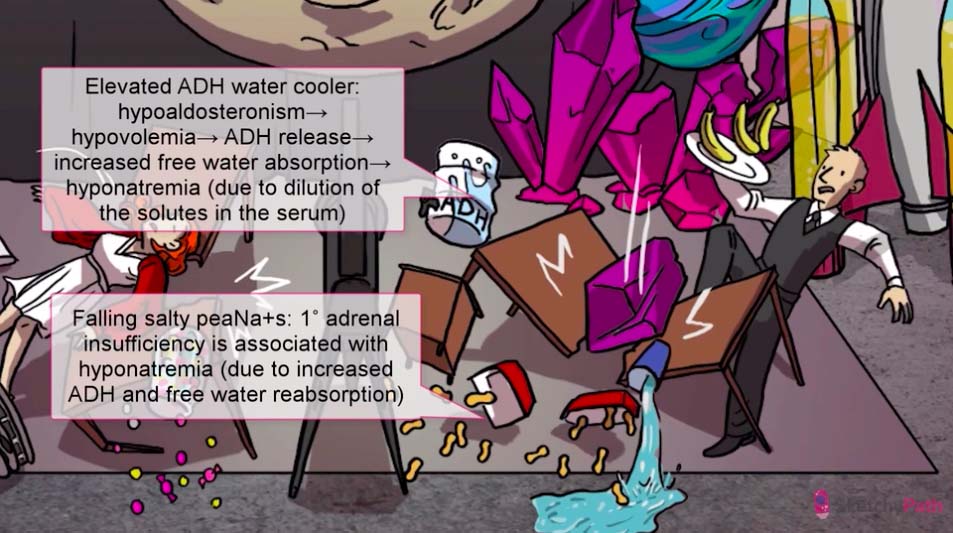 Elevated ADH water cooler:
hypoaldosteronism→
hypovolemia→ ADH release→
increased free water absorption→
hyponatremia (due to dilution of
the solutes in the serum)
ADH
Falling salty peaNa+s: 1˚ adrenal
insufficiency is associated with
hyponatremia (due to increased
ADH and free water reabsorption)
SketchyPath